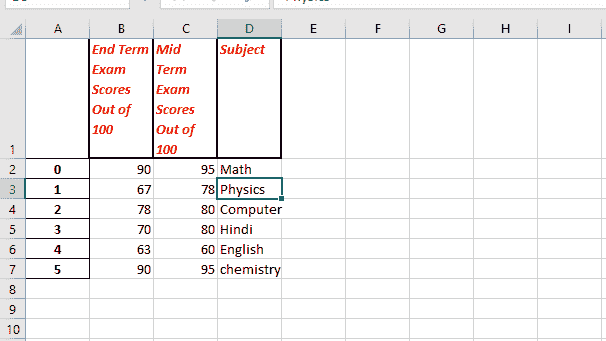 A B C D E F G H I
End Term Mid Subject
Exam Term
Scores Exam
Out of Scores
100 Out of
1 100
2 0 90 95 Math
3 1 67 78 Physics
4 2 78 80 Computer
5 3 70 80 Hindi
6 4 63 60 English
7 5 90 95 chemistry
8
9
10